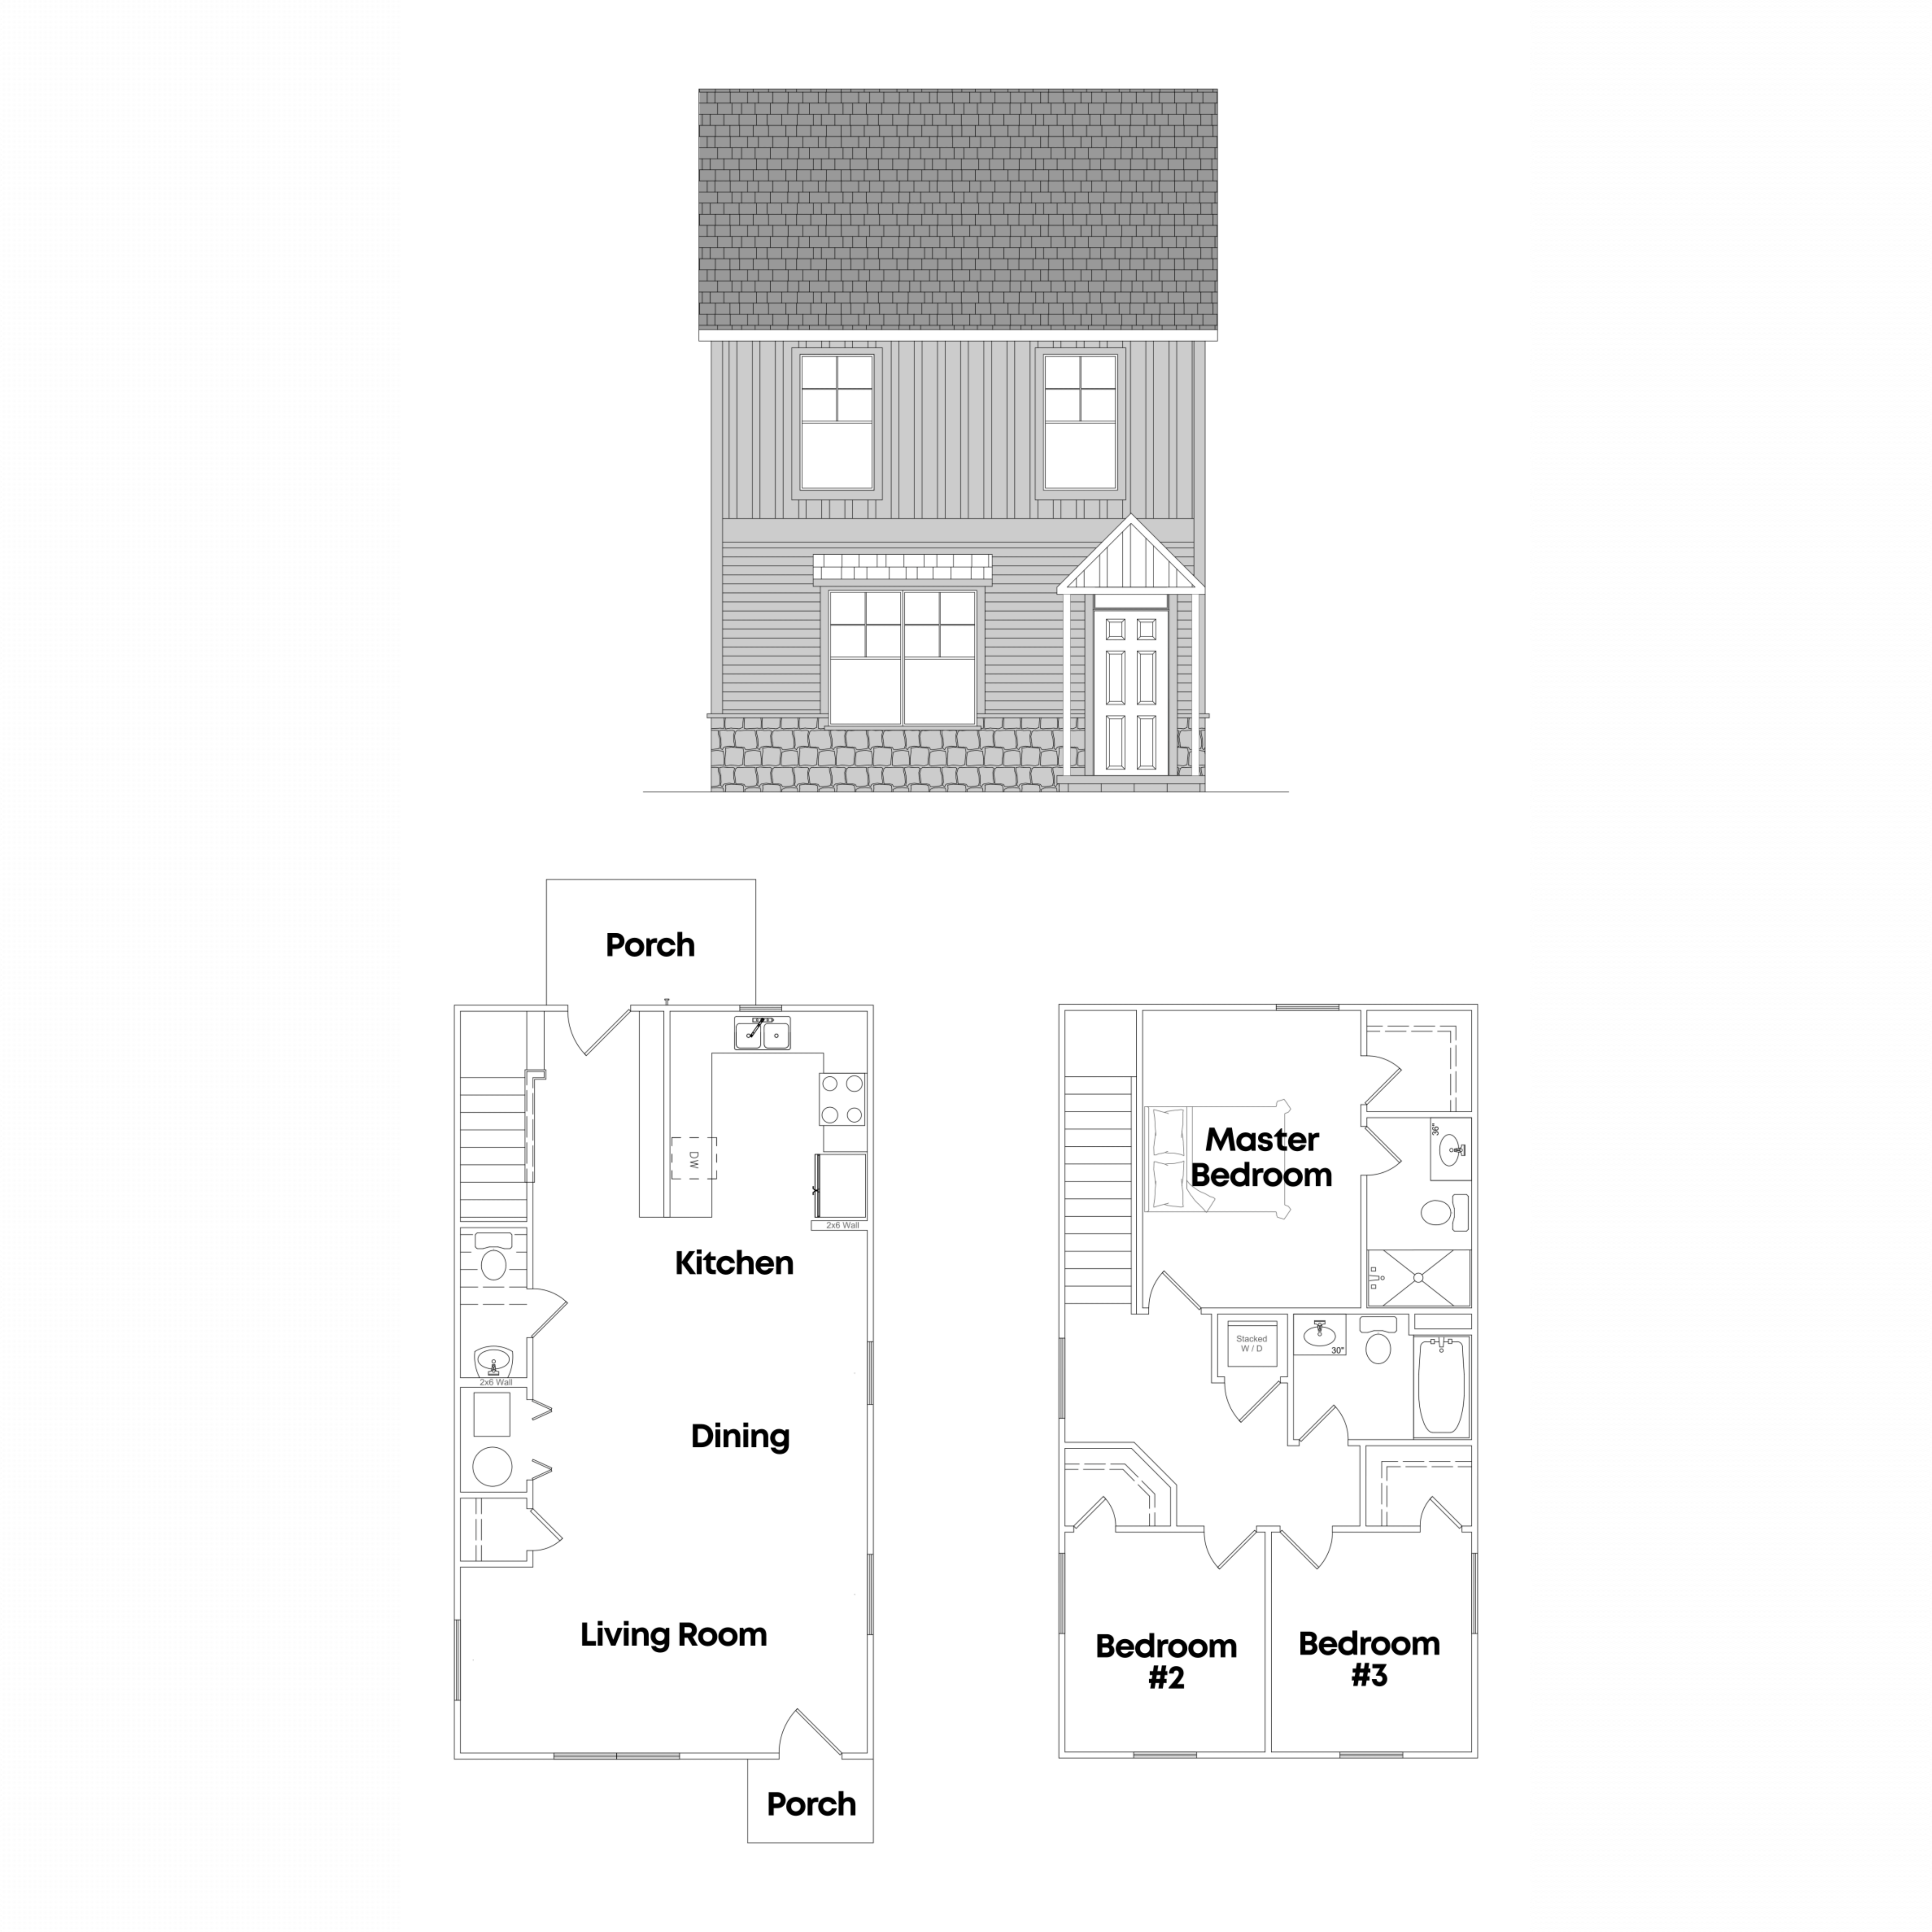 Porch
DW
2x6 Wall
Kitchen
2x6 Wall
Dining
Living Room
Porch
Master
Bedroom
36"
Stacked
W / D
30"
Bedroom
#2
Bedroom
#3